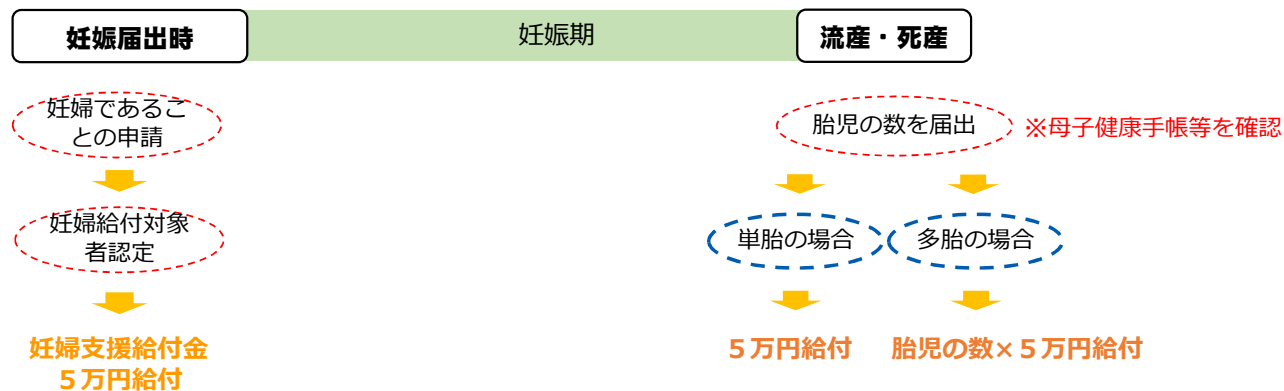 妊娠届出時
妊娠期
流産・死産
妊婦であるこ
との申請
胎児の数を届出
※母子健康手帳等を確認
妊婦給付対象
者認定
単胎の場合
多胎の場合
妊婦支援給付金
５万円給付
５万円給付
胎児の数×５万円給付